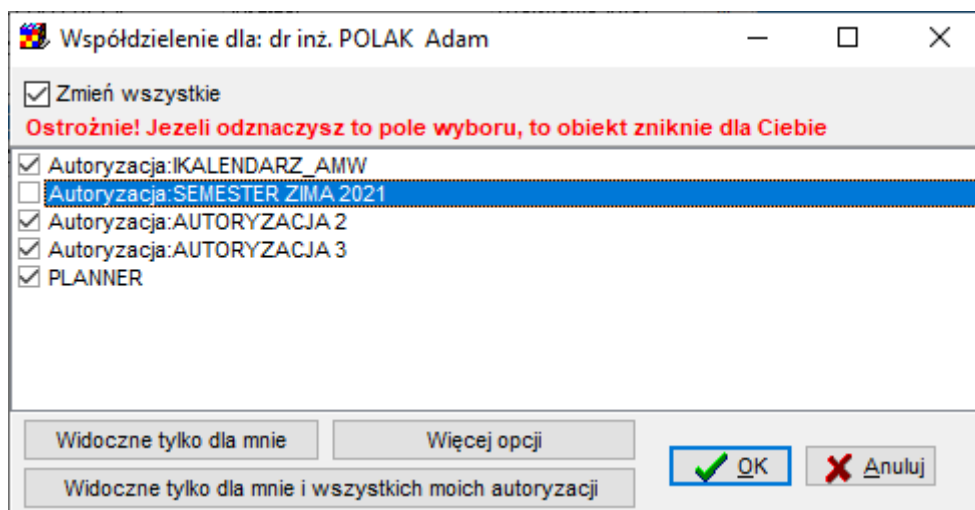 Współdzielenie dla: dr inż. POLAK Adam
Zmień wszystkie
Ostrożnie! Jezeli odznaczysz to pole wyboru, to obiekt zniknie dla Ciebie
Autoryzacja:IKALENDARZ_AMW
Autoryzacja:SEMESTER ZIMA 2021
Autoryzacja:AUTORYZACJA 2
Autoryzacja:AUTORYZACJA 3
PLANNER
Widoczne tylko dla mnie
Więcej opcji
OK
Anuluj
Widoczne tylko dla mnie i wszystkich moich autoryzacji